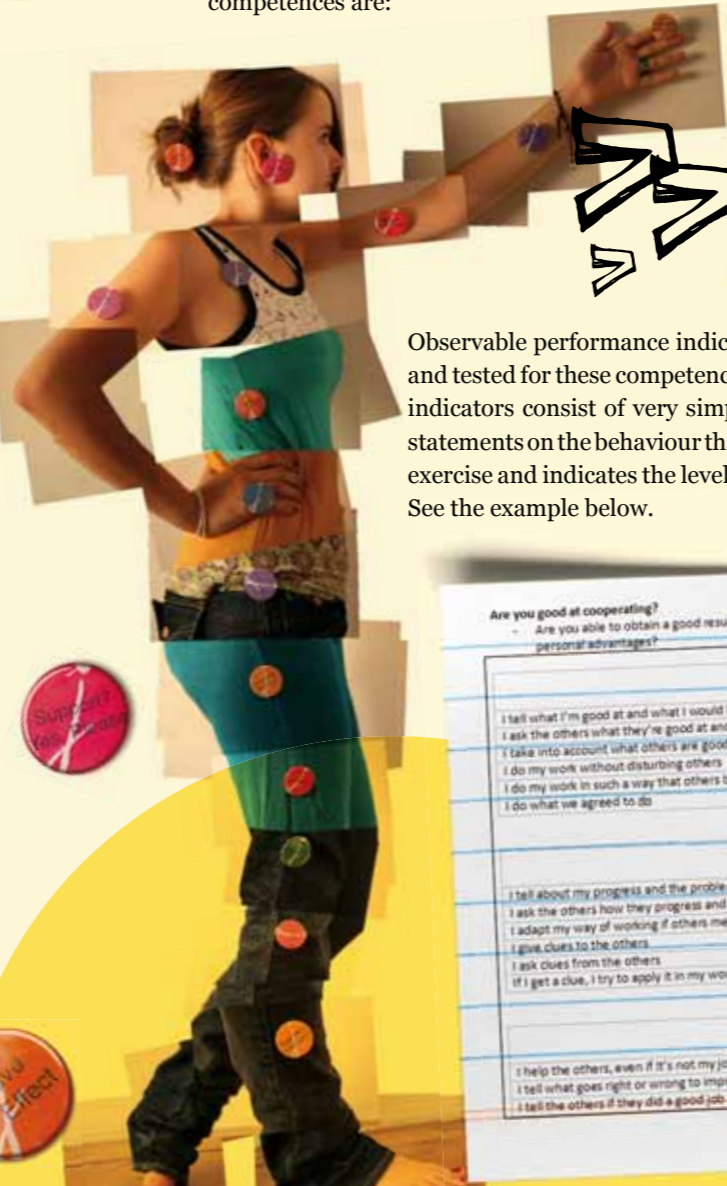 competences are:
Observable performance indic
and tested for these competenc
indicators consist of very simp
statements on the behaviour th
exercise and indicates the level
See the example below.
Are you good at cooperating?
- Are you able to obtain a good resu
personal advantages?
I tell what I'm good at and what I would
I ask the others what they're good at and
I take into account what others are good
I do my work without disturbing others
I do my work in such a way that others
I do what we agreed to do
I tell about my progress and the proble
I ask the others how they progress and
I adapt my way of working if others me
I give clues to the others
I ask clues from the others
If I get a clue, I try to apply it in my wo
I help the others, even if it's not my jo
I tell what goes right or wrong to imp
I tell the others if they did a good job
Support?
Yes, Please
Effect